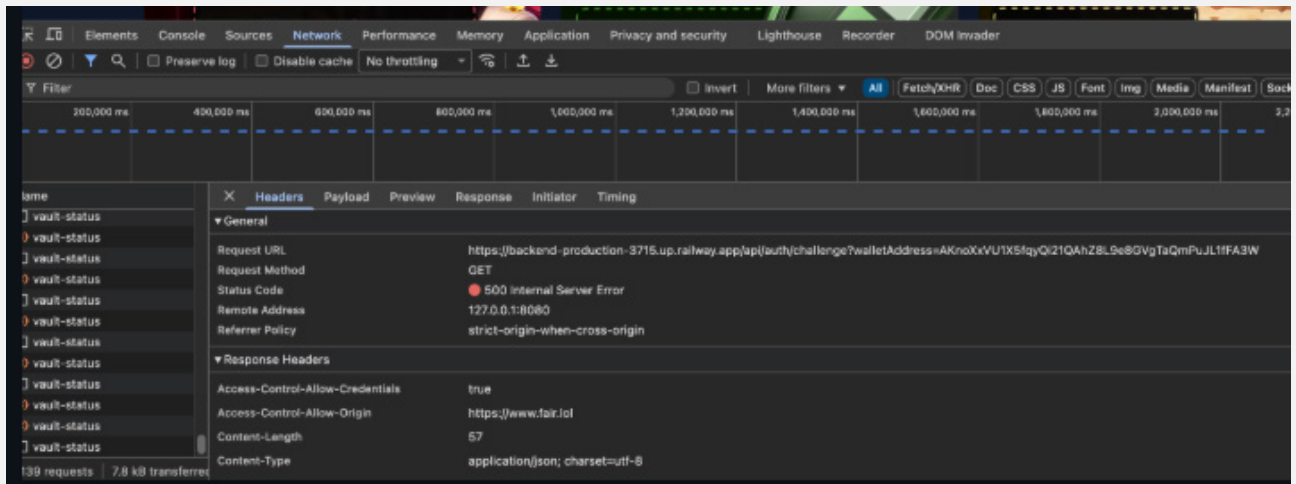 Elements Console Sources Network Performance Memory Application Privacy and security Lighthouse Recorder DOM Invader
Preserve log Disable cache No throttling
Filter Invert More filters All Fetch/XHR Doc CSS JS Font Img Media Manifest Sock
200,000 ms 400,000 ms 600,000 ms 800,000 ms 1,000,000 ms 1,200,000 ms 1,400,000 ms 1,600,000 ms 1,800,000 ms 2,000,000 ms 2,2
ame Headers Payload Preview Response Initiator Timing
vault-status
vault-status
vault-status
vault-status
vault-status
vault-status
vault-status
vault-status
vault-status
vault-status
vault-status
vault-status
139 requests 7.8 kB transferred
General
Request URL https://backend-production-3715.up.railway.app/api/auth/challenge?walletAddress=AKnoXxVU1X5fqyQi21QAhZ8L9e8GVgTaQmPuJL1fFA3W
Request Method GET
Status Code 500 Internal Server Error
Remote Address 127.0.0.1:8080
Referrer Policy strict-origin-when-cross-origin
Response Headers
Access-Control-Allow-Credentials true
Access-Control-Allow-Origin https://www.fair.lol
Content-Length 57
Content-Type application/json; charset=utf-8